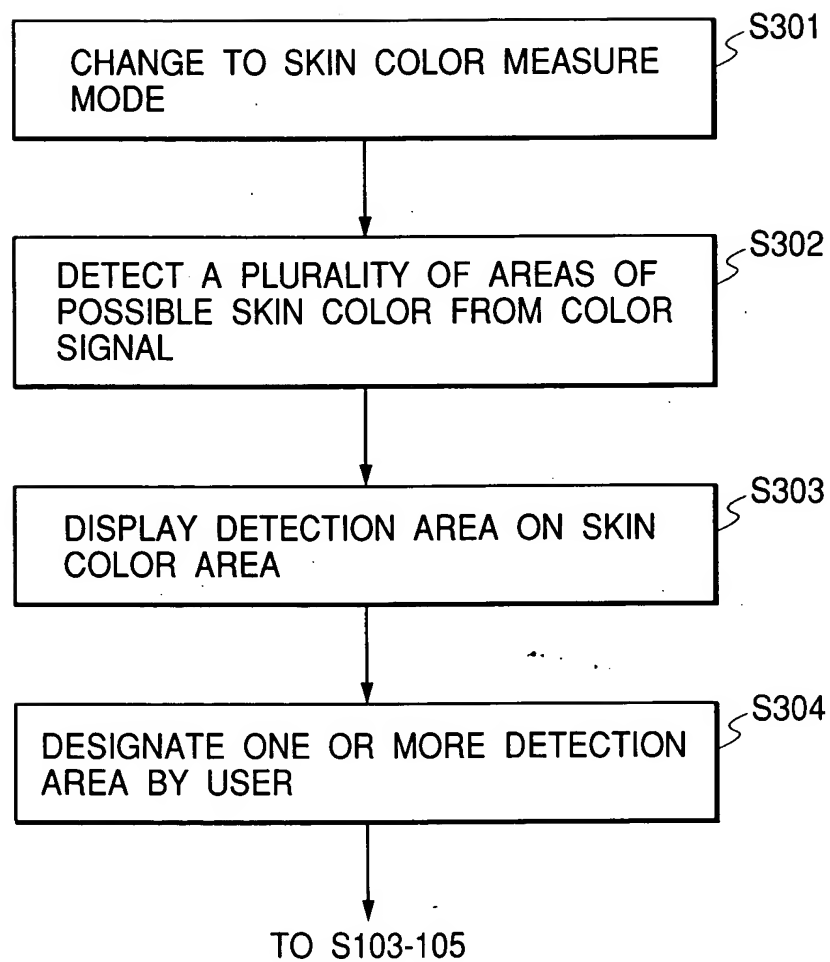 S301
CHANGE TO SKIN COLOR MEASURE
MODE
S302
DETECT A PLURALITY OF AREAS OF
POSSIBLE SKIN COLOR FROM COLOR
SIGNAL
S303
DISPLAY DETECTION AREA ON SKIN
COLOR AREA
S304
DESIGNATE ONE OR MORE DETECTION
AREA BY USER
TO S103-105